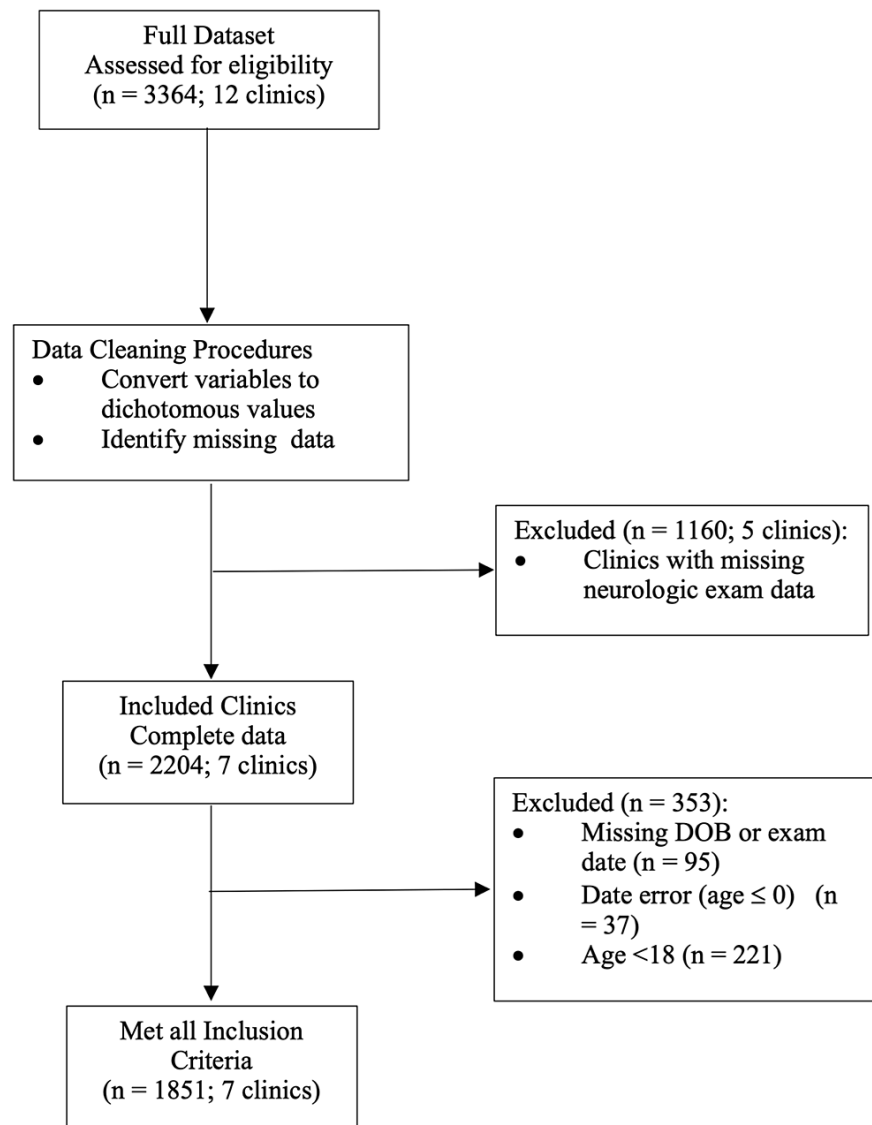 Full Dataset
Assessed for eligibility
(n = 3364; 12 clinics)
Data Cleaning Procedures
• Convert variables to
dichotomous values
• Identify missing  data
Excluded (n = 1160; 5 clinics):
• Clinics with missing
neurologic exam data
Included Clinics
Complete data
(n = 2204; 7 clinics)
Excluded (n = 353):
• Missing DOB or exam
date (n = 95)
• Date error (age ≤ 0)   (n
= 37)
• Age <18 (n = 221)
Met all Inclusion
Criteria
(n = 1851; 7 clinics)